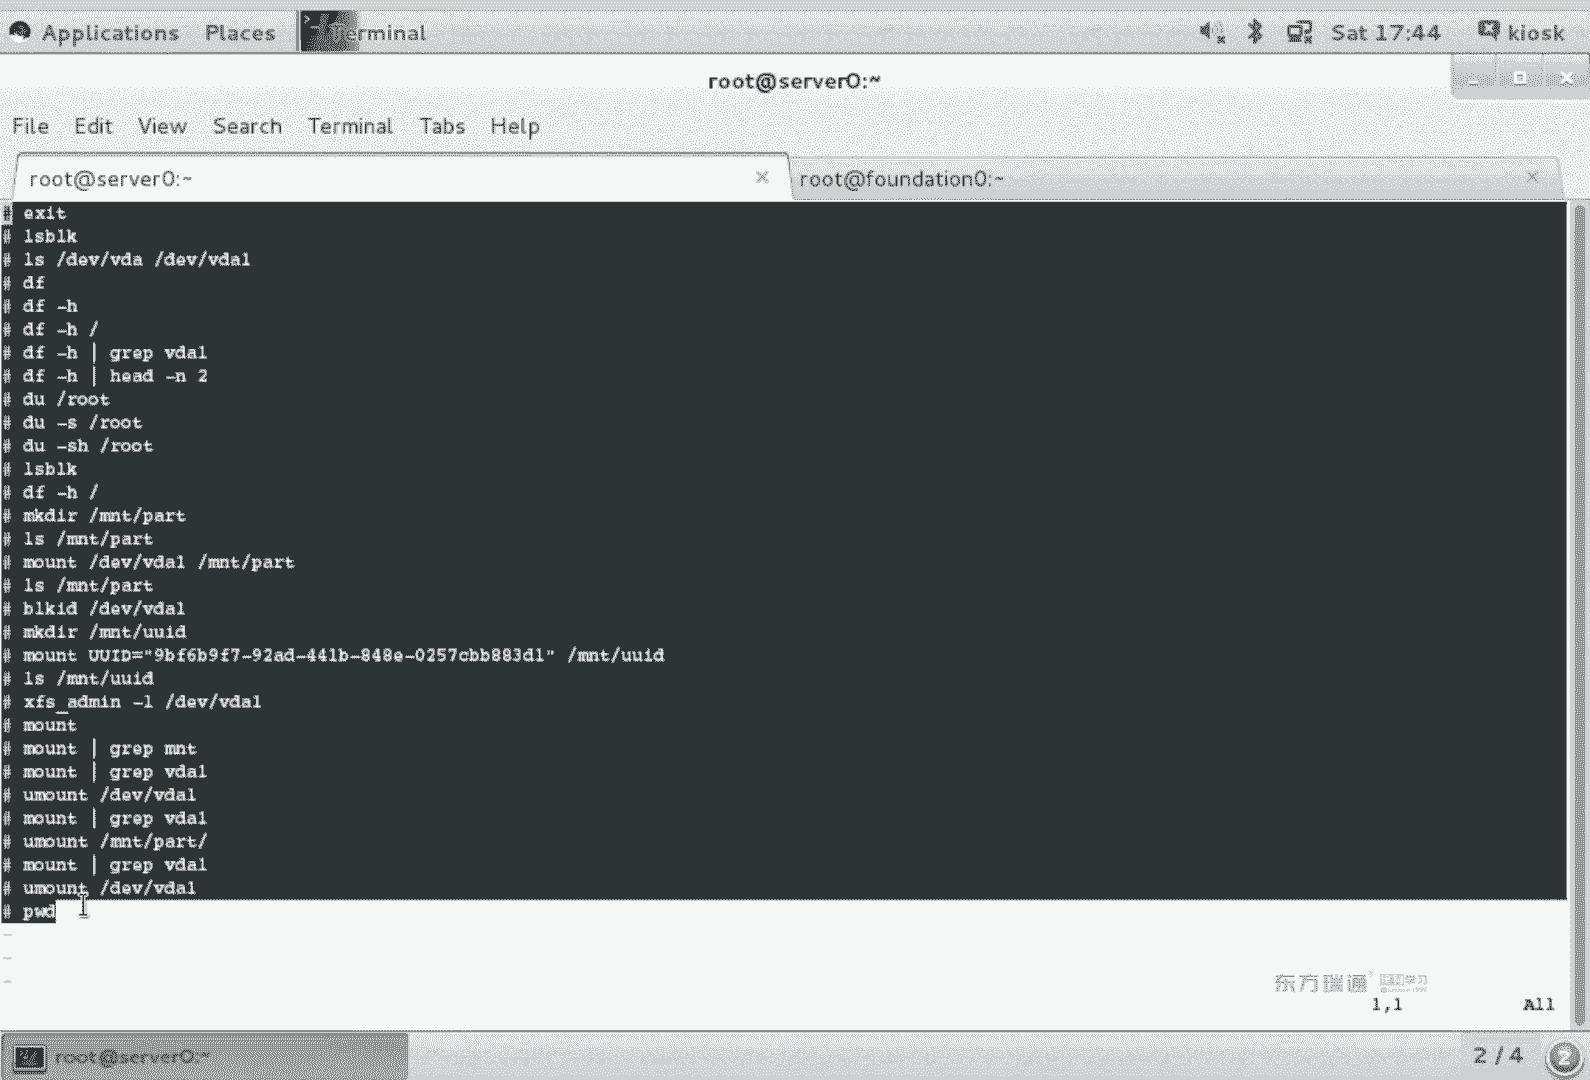 Applications Places Terminal Sat 17:44 kiosk
root@server0:~
File Edit View Search Terminal Tabs Help
root@server0:~ root@foundation0:~
# exit
# lsblk
# ls /dev/vda /dev/vda1
# df
# df -h
# df -h /
# df -h | grep vda1
# df -h | head -n 2
# du /root
# du -s /root
# du -sh /root
# lsblk
# df -h /
# mkdir /mnt/part
# ls /mnt/part
# mount /dev/vda1 /mnt/part
# ls /mnt/part
# blkid /dev/vda1
# mkdir /mnt/uuid
# mount UUID="9bf6b9f7-92ad-441b-848e-0257cbb883d1" /mnt/uuid
# ls /mnt/uuid
# xfs_admin -l /dev/vda1
# mount
# mount | grep mnt
# mount | grep vda1
# umount /dev/vda1
# mount | grep vda1
# umount /mnt/part/
# mount | grep vda1
# umount /dev/vda1
# pwd
~
~
~
东方瑞通 学习
1,1 All
root@server0:~ 2 / 4 2